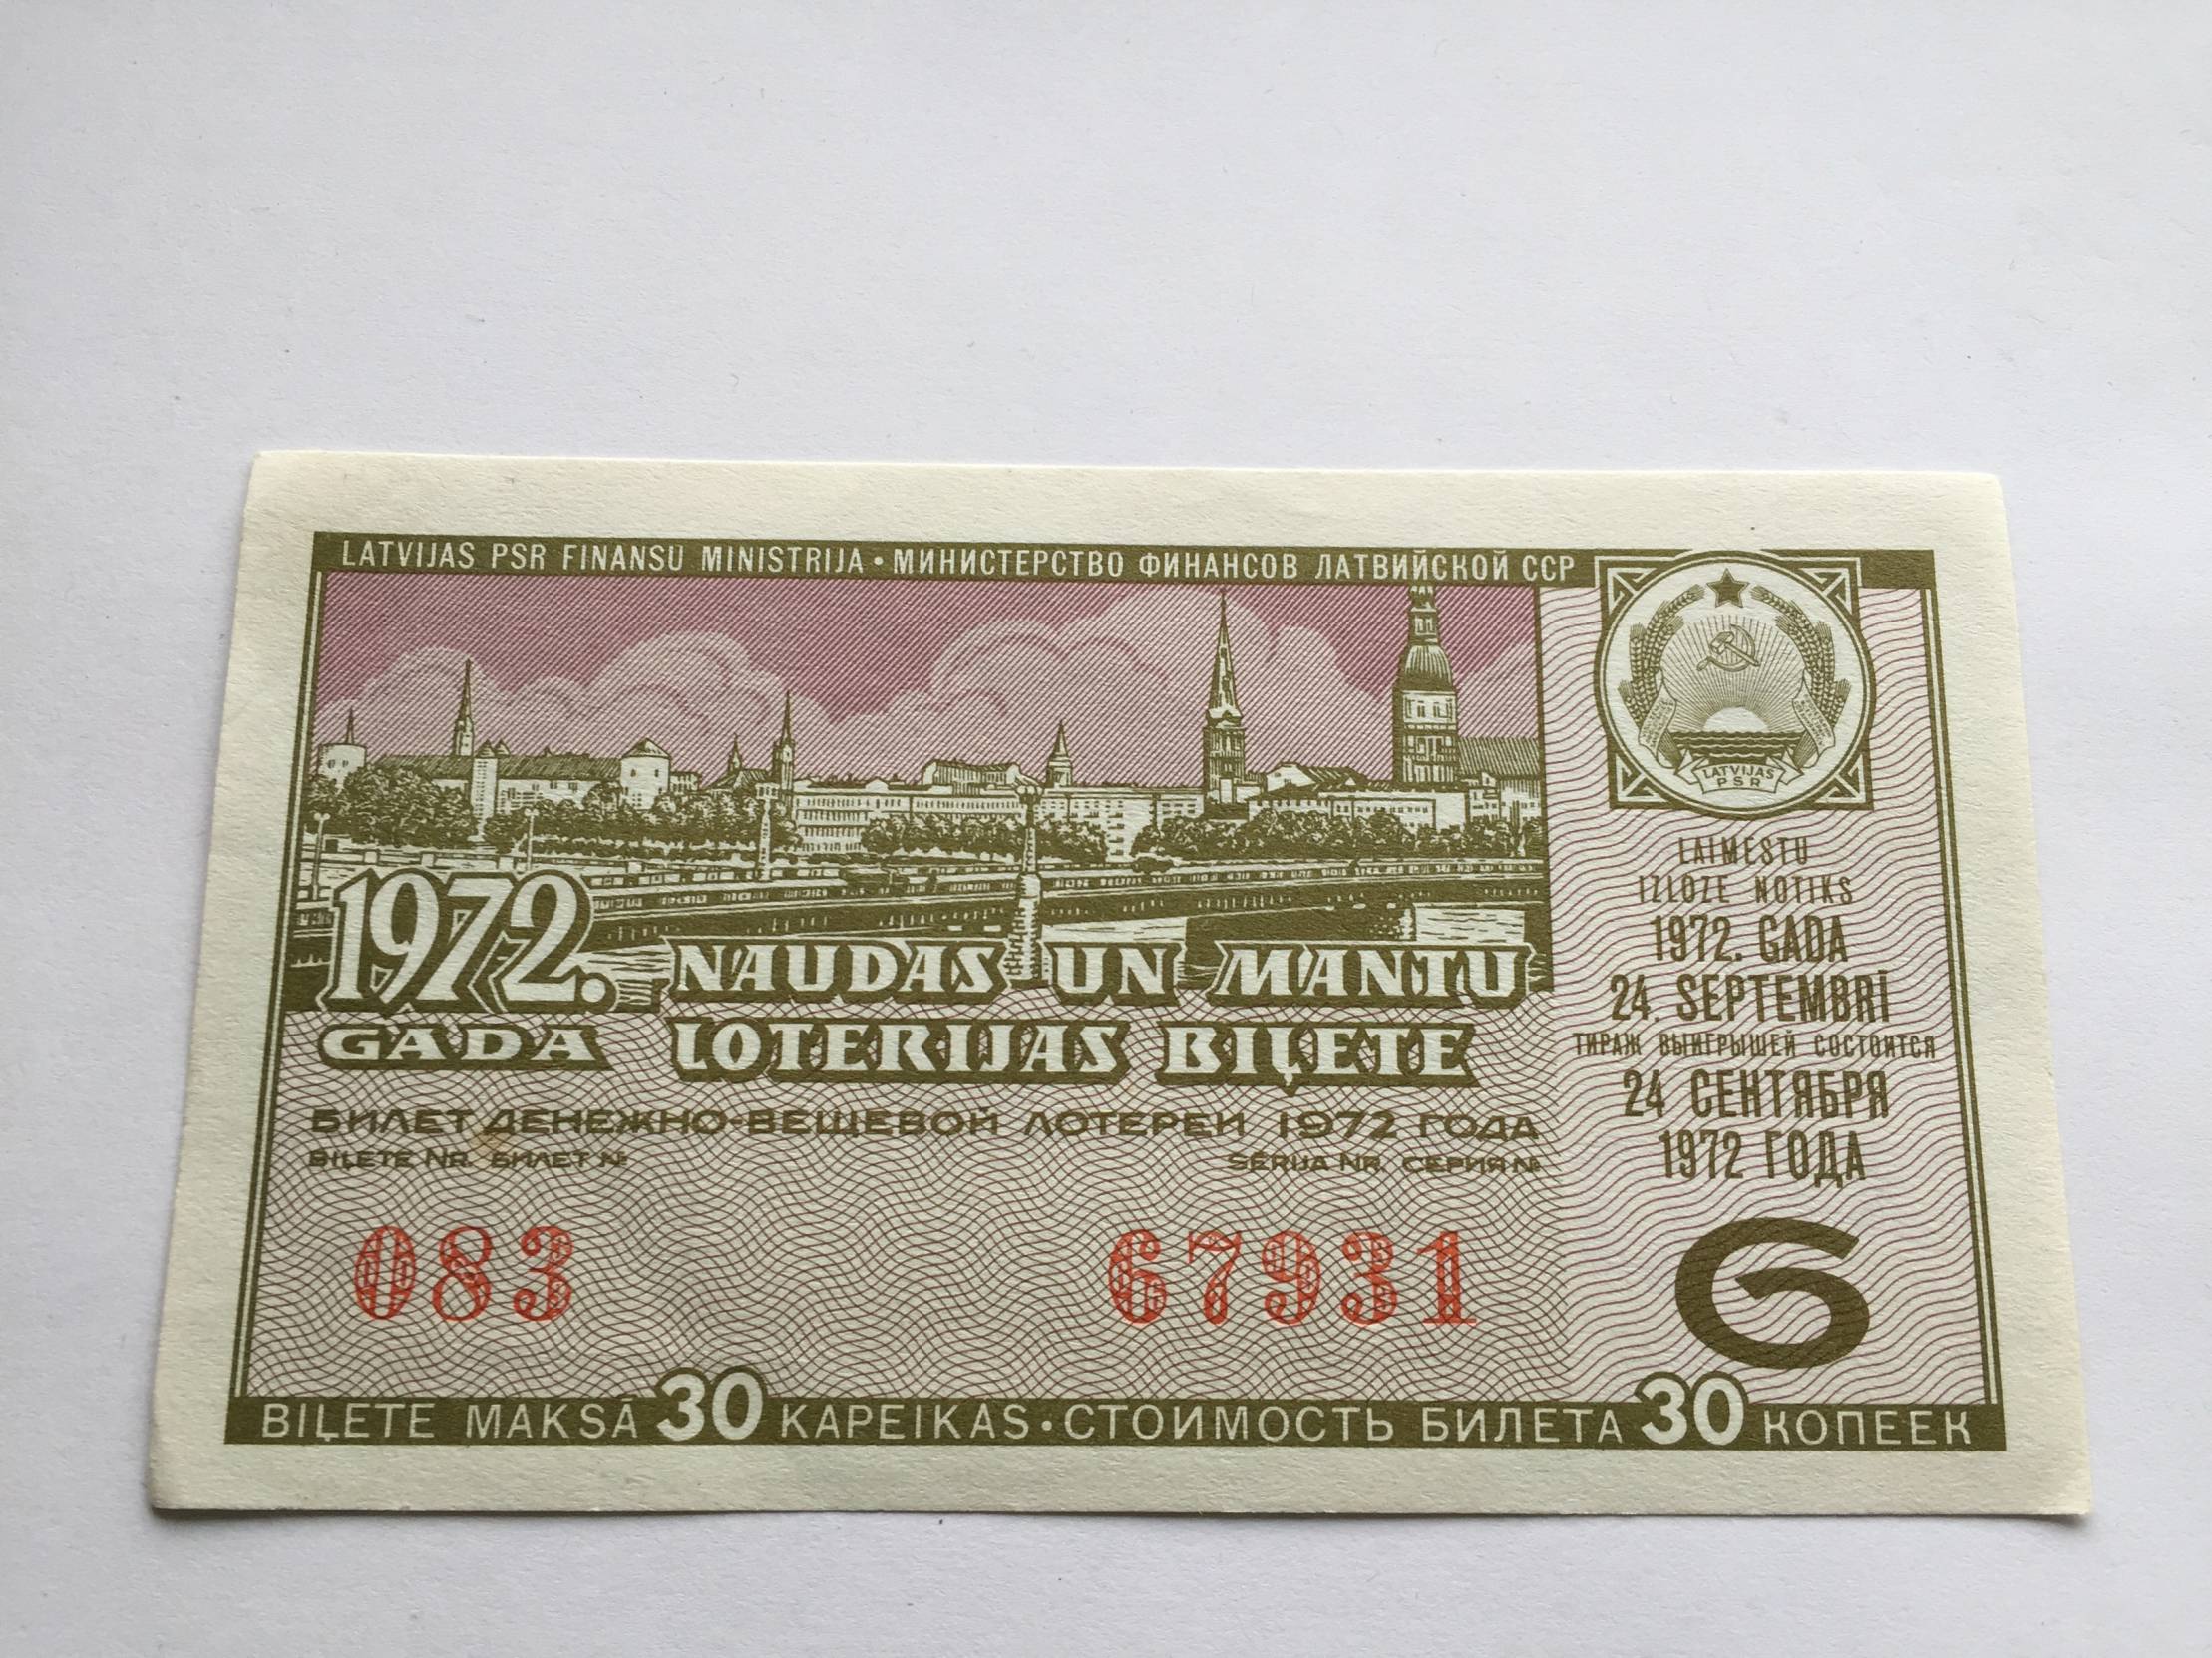 LATVIJAS PSR FINANSU MINISTRIJA • МИНИСТЕРСТВО ФИНАНСОВ ЛАТВИЙСКОЙ ССР
LATVIJAS
PSR
1972. NAUDAS UN MANTU
GADA LOTERIJAS BIĻETE
БИЛЕТ ДЕНЕЖНО-ВЕЩЕВОЙ ЛОТЕРЕИ 1972 ГОДА
BIĻETE NR. БИЛЕТ № SĒRIJA NR. СЕРИЯ №
083 67931
LAIMESTU
IZLOZE NOTIKS
1972. GADA
24. SEPTEMBRĪ
ТИРАЖ ВЫИГРЫШЕЙ СОСТОИТСЯ
24 СЕНТЯБРЯ
1972 ГОДА
6
BIĻETE MAKSĀ 30 KAPEIKAS • СТОИМОСТЬ БИЛЕТА 30 КОПЕЕК